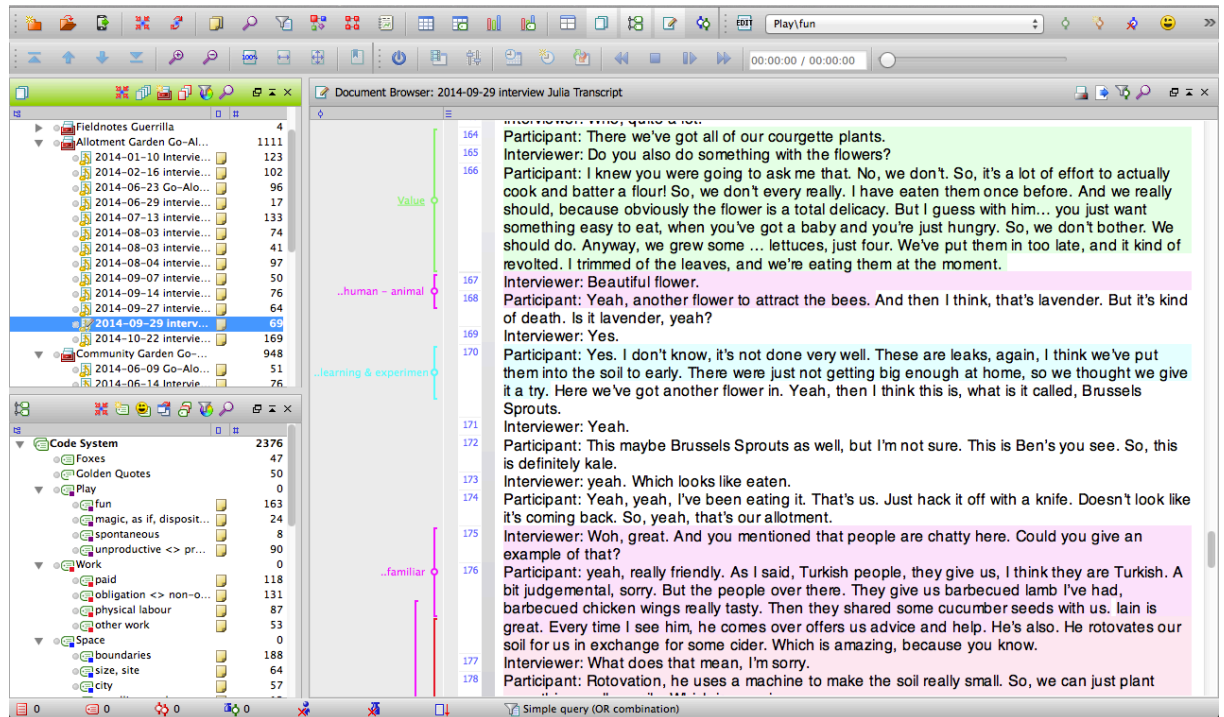 EDIT
Play\fun
100%
00:00:00 / 00:00:00
Document Browser: 2014-09-29 interview Julia Transcript
Fieldnotes Guerrilla 4
Allotment Garden Go-Al... 1111
2014-01-10 Intervie... 123
2014-02-16 intervie... 102
2014-06-23 Go-Alo... 96
2014-06-29 intervie... 17
2014-07-13 intervie... 133
2014-08-03 intervie... 74
2014-08-03 intervie... 41
2014-08-04 intervie... 97
2014-09-07 intervie... 50
2014-09-14 intervie... 76
2014-09-27 intervie... 64
2014-09-29 interv... 69
2014-10-22 intervie... 169
Community Garden Go-... 948
2014-06-09 Go-Alo... 51
2014-06-14 Intervie... 76
Code System 2376
Foxes 47
Golden Quotes 50
Play 0
fun 163
magic, as if, disposit... 24
spontaneous 8
unproductive <> pr... 90
Work 0
paid 118
obligation <> non-o... 131
physical labour 87
other work 53
Space 0
boundaries 188
size, site 64
city 57
Value
..human - animal
..learning & experimen
..familiar
164 Participant: There we've got all of our courgette plants.
165 Interviewer: Do you also do something with the flowers?
166 Participant: I knew you were going to ask me that. No, we don't. So, it's a lot of effort to actually
cook and batter a flour! So, we don't every really. I have eaten them once before. And we really
should, because obviously the flower is a total delicacy. But I guess with him... you just want
something easy to eat, when you've got a baby and you're just hungry. So, we don't bother. We
should do. Anyway, we grew some ... lettuces, just four. We've put them in too late, and it kind of
revolted. I trimmed of the leaves, and we're eating them at the moment.
167 Interviewer: Beautiful flower.
168 Participant: Yeah, another flower to attract the bees. And then I think, that's lavender. But it's kind
of death. Is it lavender, yeah?
169 Interviewer: Yes.
170 Participant: Yes. I don't know, it's not done very well. These are leaks, again, I think we've put
them into the soil to early. There were just not getting big enough at home, so we thought we give
it a try. Here we've got another flower in. Yeah, then I think this is, what is it called, Brussels
Sprouts.
171 Interviewer: Yeah.
172 Participant: This maybe Brussels Sprouts as well, but I'm not sure. This is Ben's you see. So, this
is definitely kale.
173 Interviewer: yeah. Which looks like eaten.
174 Participant: Yeah, yeah, I've been eating it. That's us. Just hack it off with a knife. Doesn't look like
it's coming back. So, yeah, that's our allotment.
175 Interviewer: Woh, great. And you mentioned that people are chatty here. Could you give an
example of that?
176 Participant: yeah, really friendly. As I said, Turkish people, they give us, I think they are Turkish. A
bit judgemental, sorry. But the people over there. They give us barbecued lamb I've had,
barbecued chicken wings really tasty. Then they shared some cucumber seeds with us. Iain is
great. Every time I see him, he comes over offers us advice and help. He's also. He rotovates our
soil for us in exchange for some cider. Which is amazing, because you know.
177 Interviewer: What does that mean, I'm sorry.
178 Participant: Rotovation, he uses a machine to make the soil really small. So, we can just plant
0 0 0 0
Simple query (OR combination)